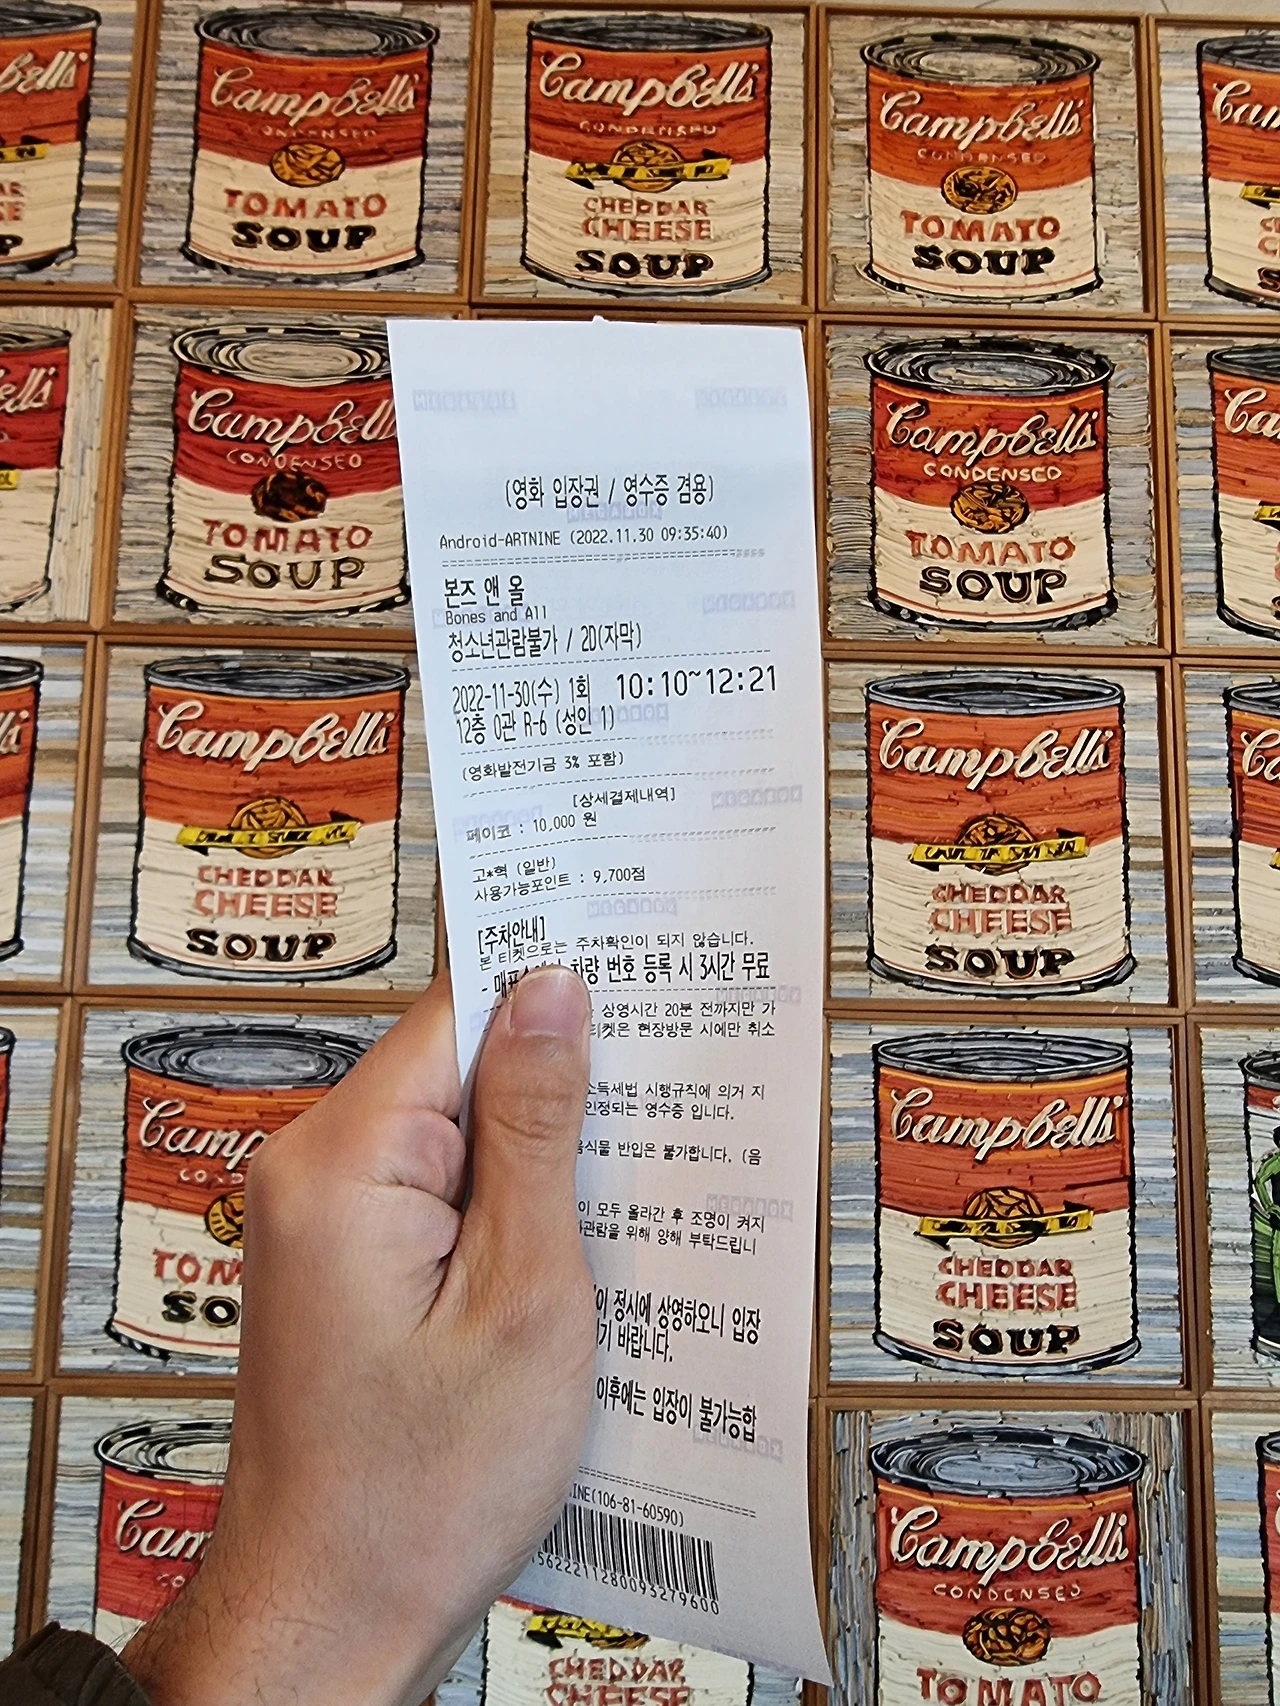 Campbell's
CONDENSED
TOMATO
SOUP
Campbell's
CONDENSED
CHEDDAR
CHEESE
SOUP
Campbell's
CONDENSED
TOMATO
SOUP
Campbell's
CONDENSED
TOMATO
SOUP
Campbell's
CONDENSED
TOMATO
SOUP
Campbell's
CHEDDAR
CHEESE
SOUP
Campbell's
CHEDDAR
CHEESE
SOUP
Campbell's
CHEDDAR
CHEESE
SOUP
Campbell's
CONDENSED
TOMATO
CHEDDAR
CHEESE
(영화 입장권 / 영수증 겸용)
Android-ARTNINE (2022.11.30 09:35:40)
본즈 앤 올
Bones and All
청소년관람불가 / 2D(자막)
2022-11-30(수) 1회 10:10~12:21
12층 0관 R-6 (성인 1)
(영화발전기금 3% 포함)
[상세결제내역]
페이코 : 10,000 원
고*혁 (일반)
사용가능포인트 : 9,700점
[주차안내]
본 티켓으로는 주차확인이 되지 않습니다.
차량 번호 등록 시 3시간 무료
상영시간 20분 전까지만 가
티켓은 현장방문 시에만 취소
소득세법 시행규칙에 의거 지
인정되는 영수증 입니다.
음식물 반입은 불가합니다. (음
이 모두 올라간 후 조명이 켜지
관람을 위해 양해 부탁드립니
이 정시에 상영하오니 입장
바랍니다.
이후에는 입장이 불가능합
(106-81-60590)